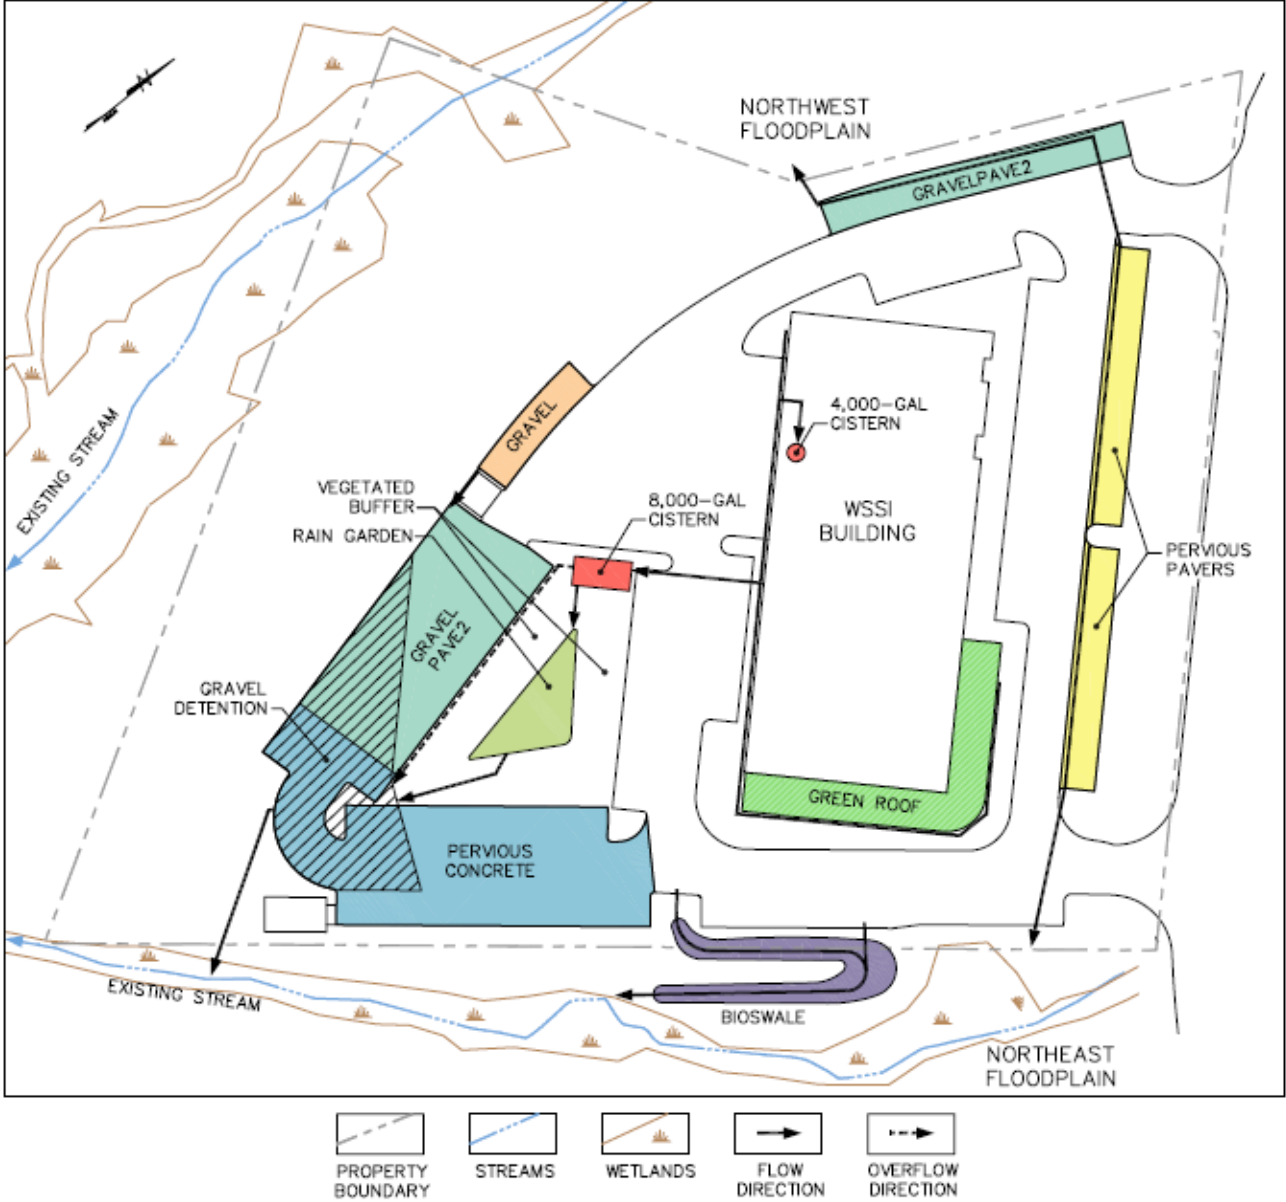 NORTHWEST
FLOODPLAIN
GRAVELPAVE2
GRAVEL
4,000-GAL
CISTERN
EXISTING STREAM
VEGETATED
BUFFER
RAIN GARDEN
8,000-GAL
CISTERN
WSSI
BUILDING
PERVIOUS
PAVERS
GRAVEL
PAVE2
GRAVEL
DETENTION
GREEN ROOF
PERVIOUS
CONCRETE
EXISTING STREAM
BIOSWALE
NORTHEAST
FLOODPLAIN
PROPERTY
BOUNDARY
STREAMS
WETLANDS
FLOW
DIRECTION
OVERFLOW
DIRECTION